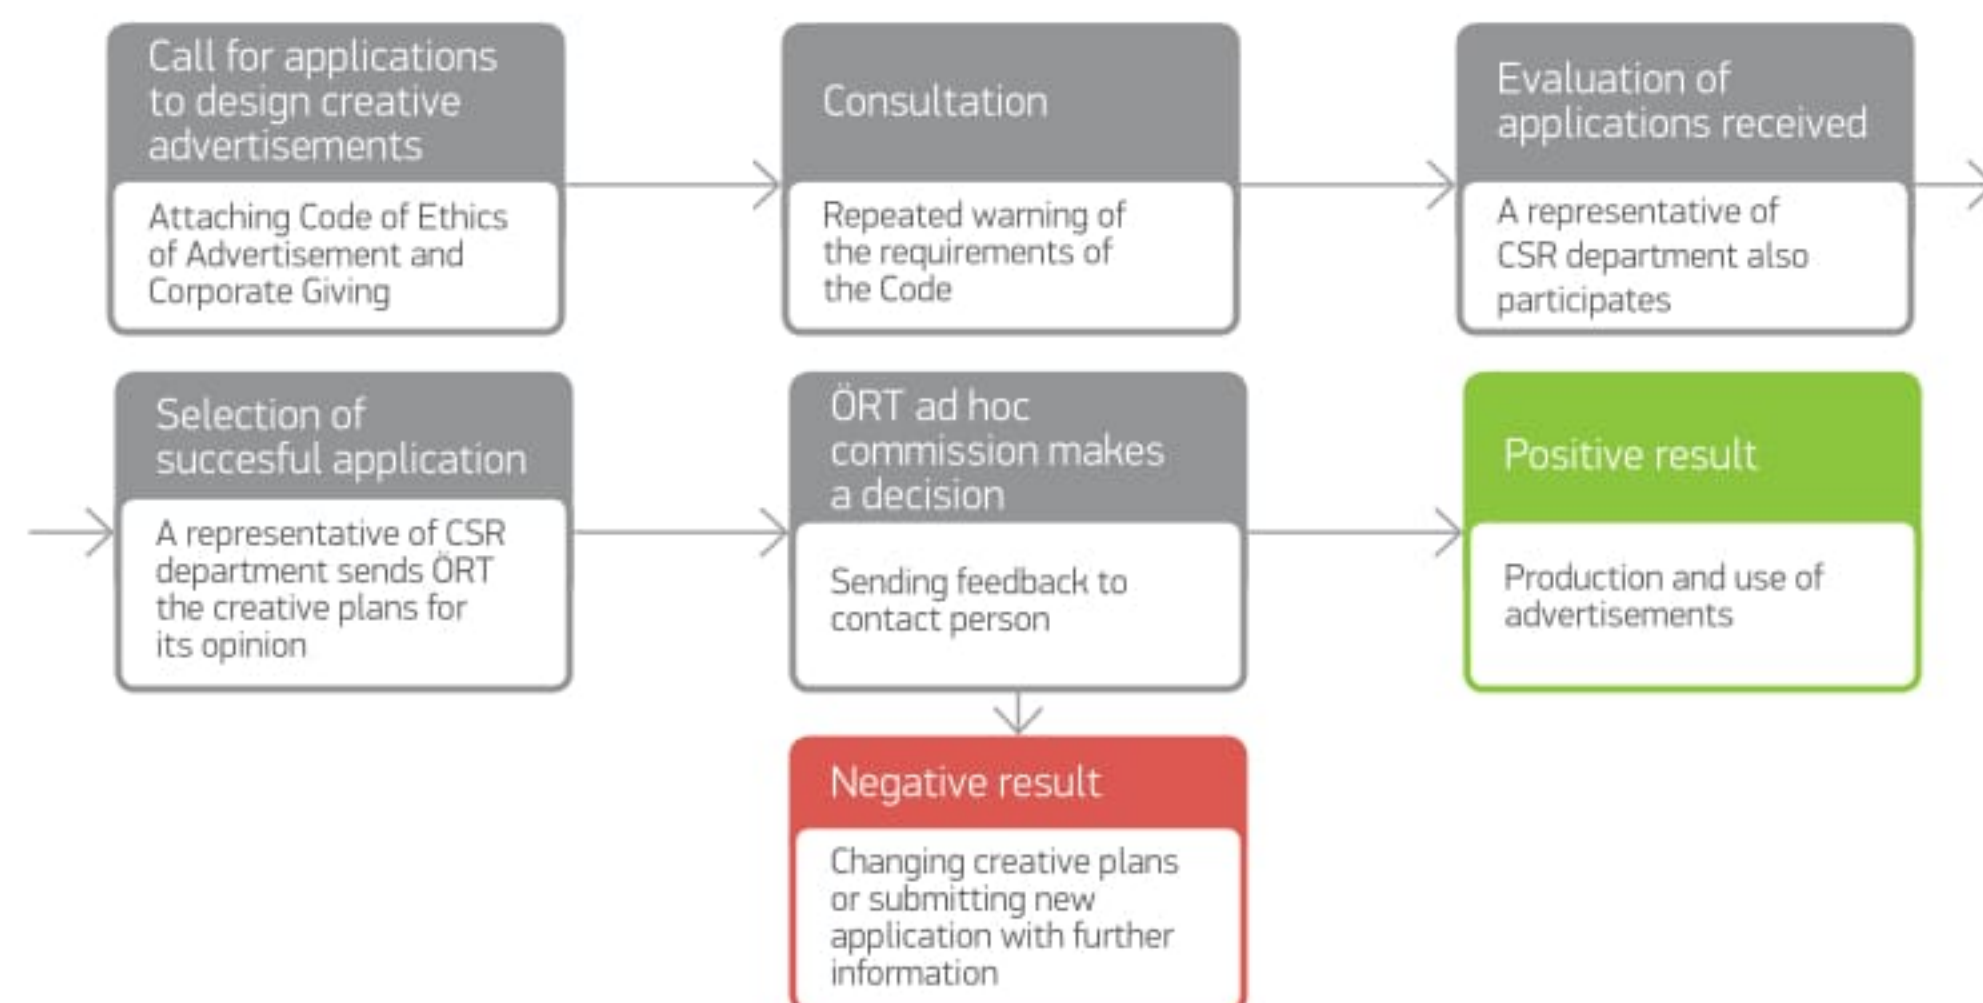 Call for applications
to design creative
advertisements
Attaching Code of Ethics
of Advertisement and
Corporate Giving
Consultation
Repeated warning of
the requirements of
the Code
Evaluation of
applications received
A representative of
CSR department also
participates
Selection of
succesful application
A representative of CSR
department sends ÖRT
the creative plans for
its opinion
ÖRT ad hoc
commission makes
a decision
Sending feedback to
contact person
Positive result
Production and use of
advertisements
Negative result
Changing creative plans
or submitting new
application with further
information